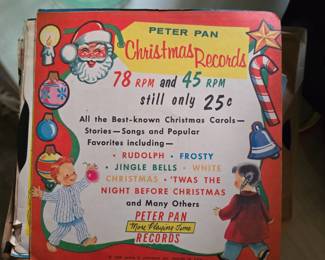 PETER PAN
Christmas Records
78 RPM and 45 RPM
still only 25¢
All the Best-known Christmas Carols—
Stories—Songs and Popular
Favorites including—
• RUDOLPH • FROSTY
• JINGLE BELLS • WHITE
CHRISTMAS • 'TWAS THE
NIGHT BEFORE CHRISTMAS
and Many Others
PETER PAN
More Playing Time
RECORDS